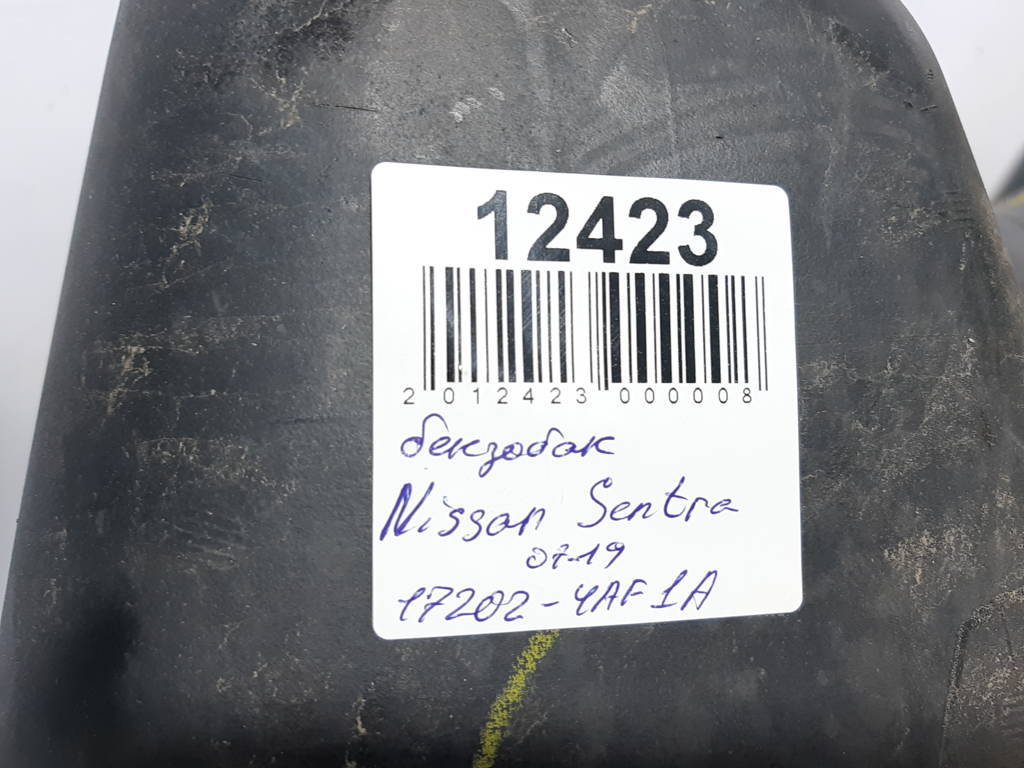 12423
2 012423 000008
бензобак
Nissan Sentra
07-19
17202-4AF1A